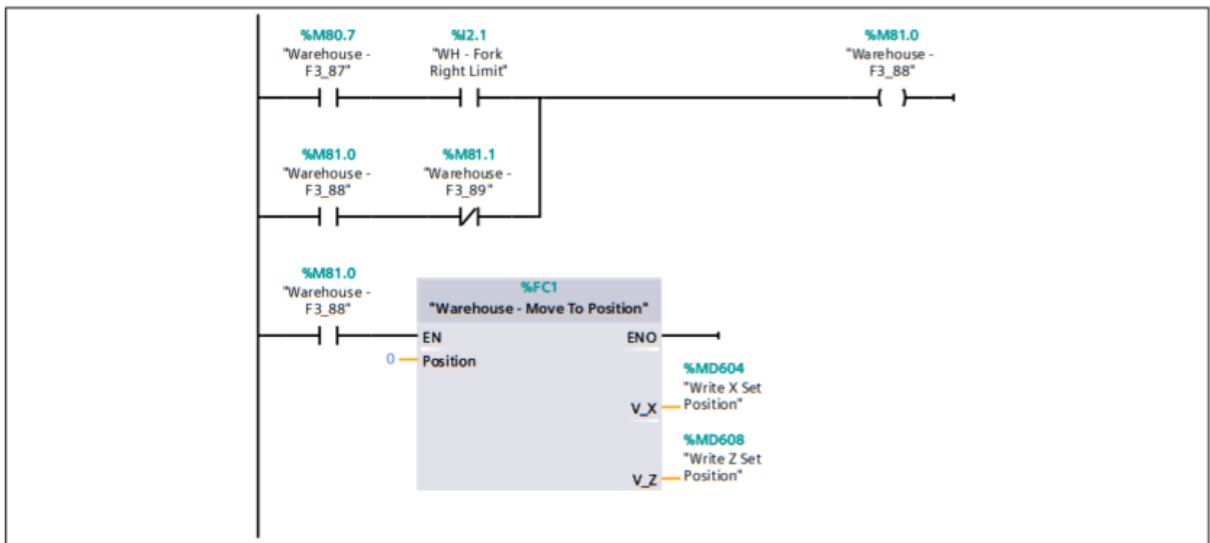 %M80.7 %I2.1 %M81.0
"Warehouse - "WH - Fork "Warehouse -
F3_87" Right Limit" F3_88"
%M81.0 %M81.1
"Warehouse - "Warehouse -
F3_88" F3_89"
%M81.0
"Warehouse -
F3_88"
%FC1
"Warehouse - Move To Position"
EN ENO
0 Position
%MD604
"Write X Set
V_X Position"
%MD608
"Write Z Set
V_Z Position"